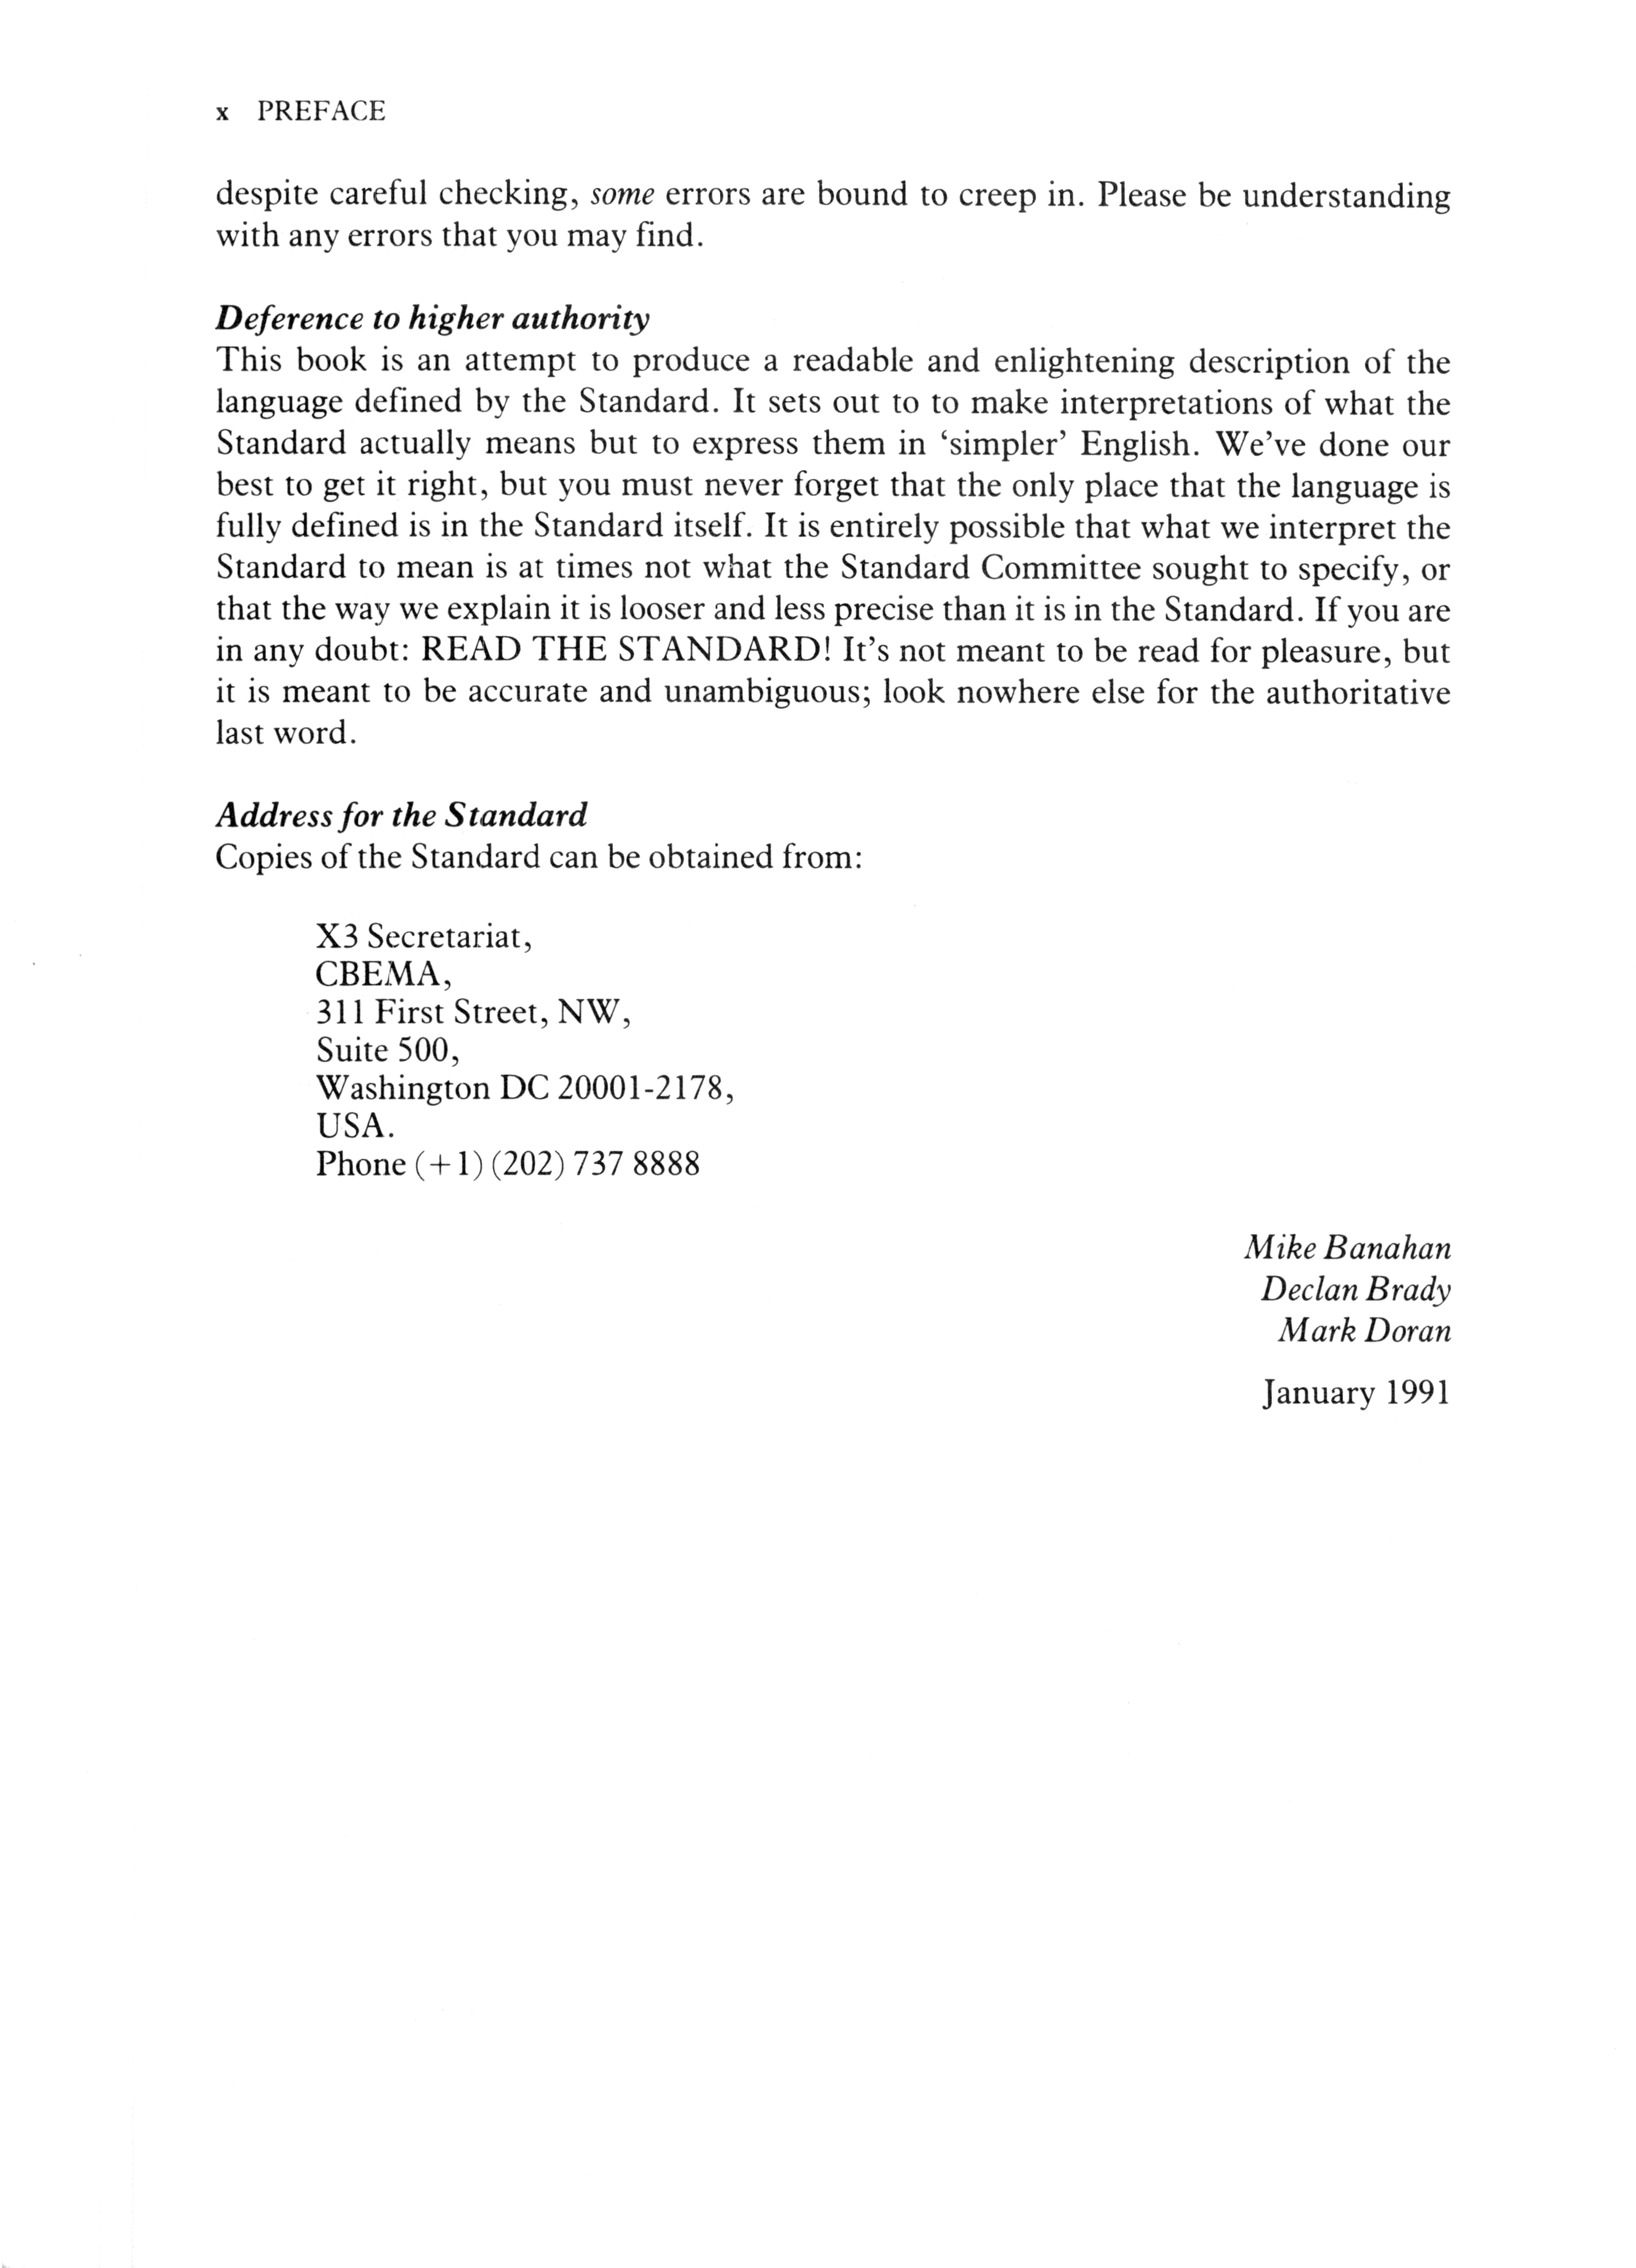 x PREFACE
despite careful checking, some errors are bound to creep in. Please be understanding
with any errors that you may find.
Deference to higher authority
This book is an attempt to produce a readable and enlightening description of the
language defined by the Standard. It sets out to to make interpretations of what the
Standard actually means but to express them in ‘simpler’ English. We’ve done our
best to get it right, but you must never forget that the only place that the language is
fully defined is in the Standard itself. It is entirely possible that what we interpret the
Standard to mean is at times not what the Standard Committee sought to specify, or
that the way we explain it is looser and less precise than it is in the Standard. If you are
in any doubt: READ THE STANDARD! It’s not meant to be read for pleasure, but
it is meant to be accurate and unambiguous; look nowhere else for the authoritative
last word.
Address for the Standard
Copies of the Standard can be obtained from:
X3 Secretariat,
CBEMA,
311 First Street, NW,
Suite 500,
Washington DC 20001-2178,
USA.
Phone (+1) (202) 737 8888
Mike Banahan
Declan Brady
Mark Doran
January 1991